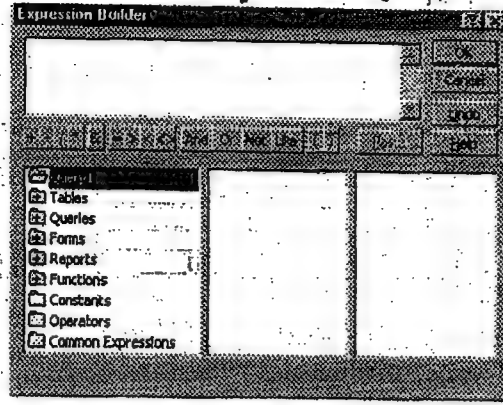 Expression Builder
OK
Cancel
Undo
And Or Not Like ( )
Help
Query1
Tables
Queries
Forms
Reports
Functions
Constants
Operators
Common Expressions